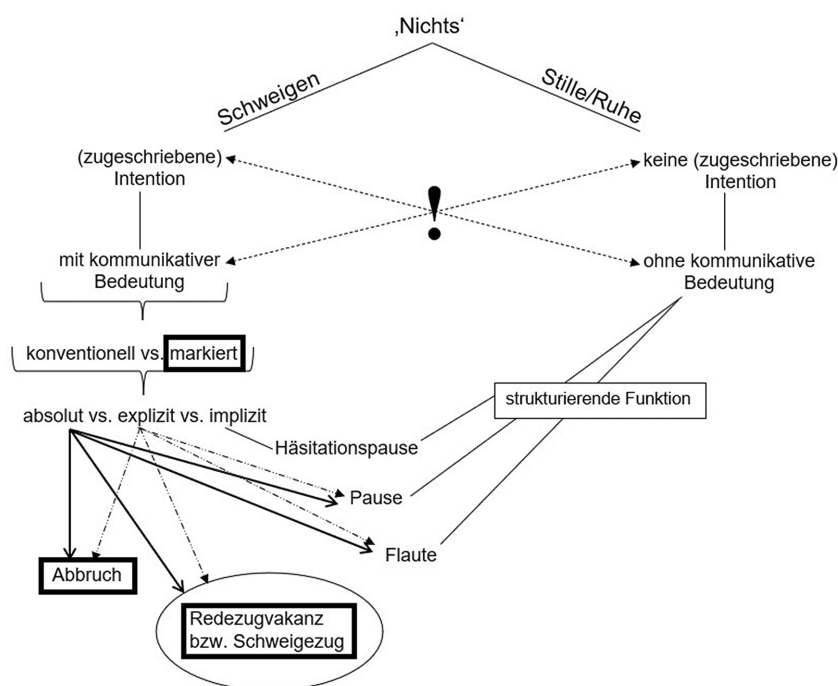 ‚Nichts‘
Schweigen
Stille/Ruhe
(zugeschriebene)
Intention
keine (zugeschriebene)
Intention
!
mit kommunikativer
Bedeutung
ohne kommunikative
Bedeutung
konventionell vs. markiert
strukturierende Funktion
absolut vs. explizit vs. implizit
Häsitationspause
Pause
Flaute
Abbruch
Redezugvakanz
bzw. Schweigezug